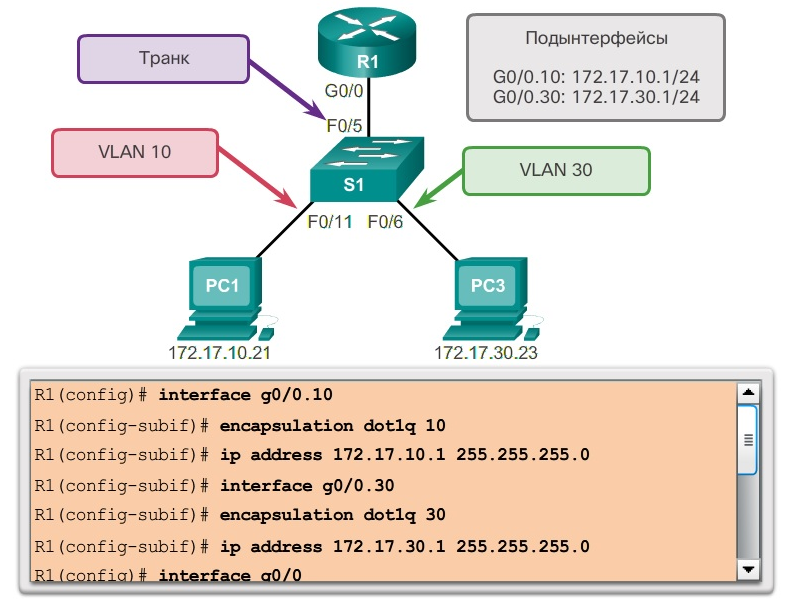 Транк
R1
G0/0
F0/5
Подынтерфейсы
G0/0.10: 172.17.10.1/24
G0/0.30: 172.17.30.1/24
VLAN 10
VLAN 30
S1
F0/11 F0/6
PC1
PC3
172.17.10.21
172.17.30.23
R1(config)# interface g0/0.10
R1(config-subif)# encapsulation dot1q 10
R1(config-subif)# ip address 172.17.10.1 255.255.255.0
R1(config-subif)# interface g0/0.30
R1(config-subif)# encapsulation dot1q 30
R1(config-subif)# ip address 172.17.30.1 255.255.255.0
R1(config)# interface g0/0